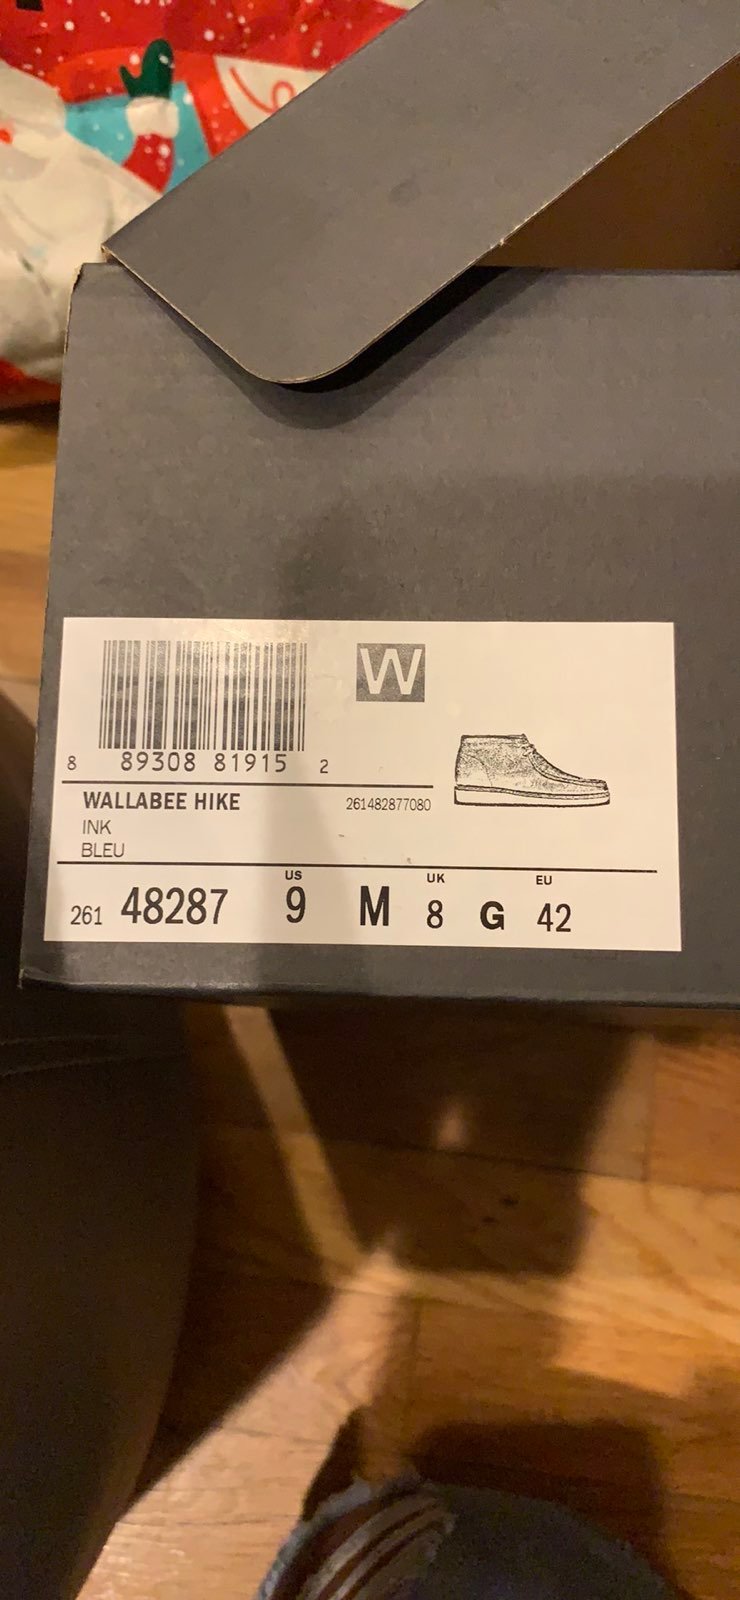 W
8 89308 81915 2
WALLABEE HIKE 261482877080
INK
BLEU
US UK EU
261 48287 9 M 8 G 42